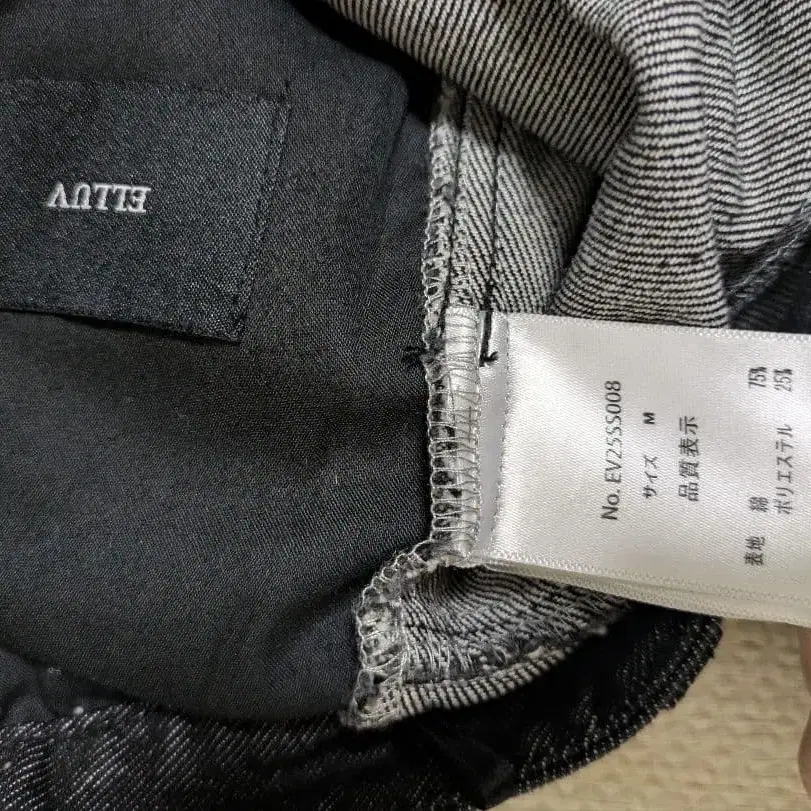 ELLUV
No. EV25SS008
サイズ M
品質表示
表地 綿 75%
ポリエステル 25%